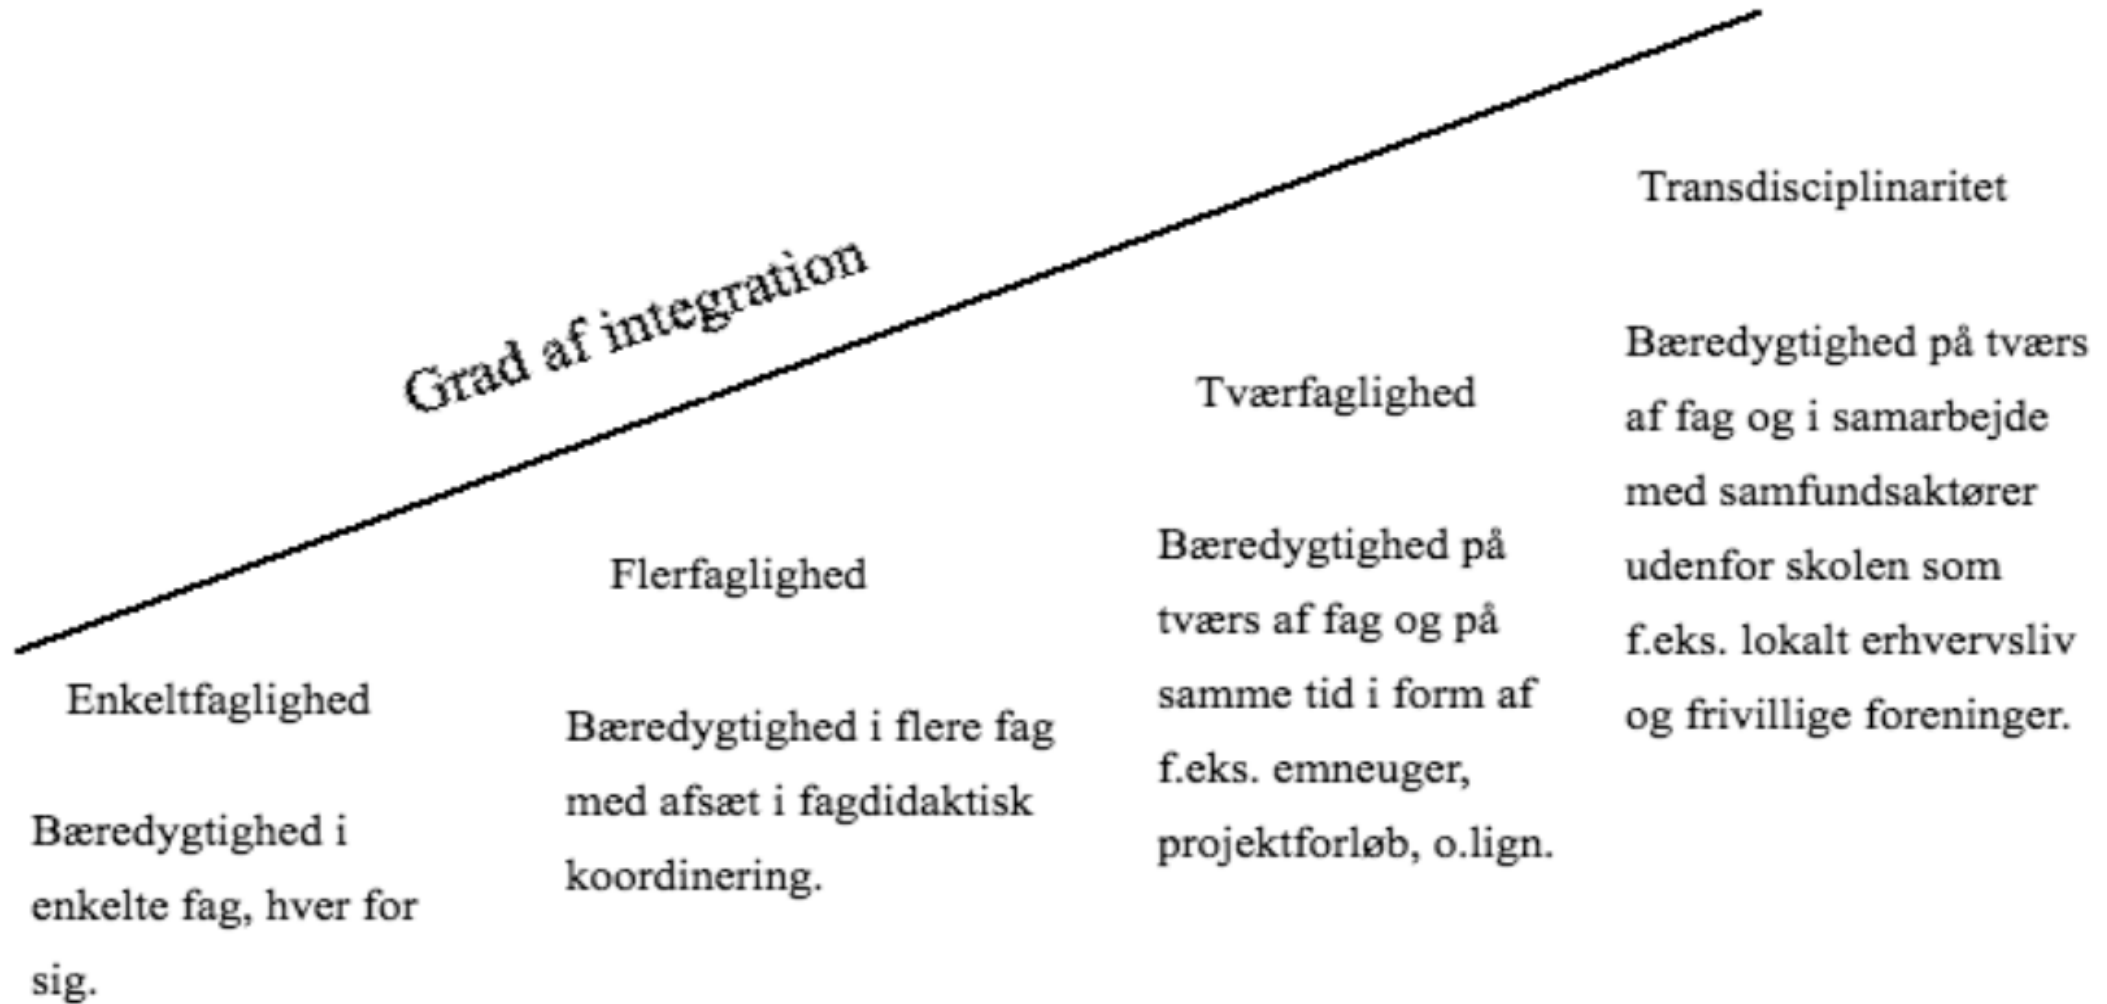 Grad af integration
Enkeltfaglighed
Bæredygtighed i
enkelte fag, hver for
sig.
Flerfaglighed
Bæredygtighed i flere fag
med afsæt i fagdidaktisk
koordinering.
Tværfaglighed
Bæredygtighed på
tværs af fag og på
samme tid i form af
f.eks. emneuger,
projektforløb, o.lign.
Transdisciplinaritet
Bæredygtighed på tværs
af fag og i samarbejde
med samfundsaktører
udenfor skolen som
f.eks. lokalt erhvervsliv
og frivillige foreninger.